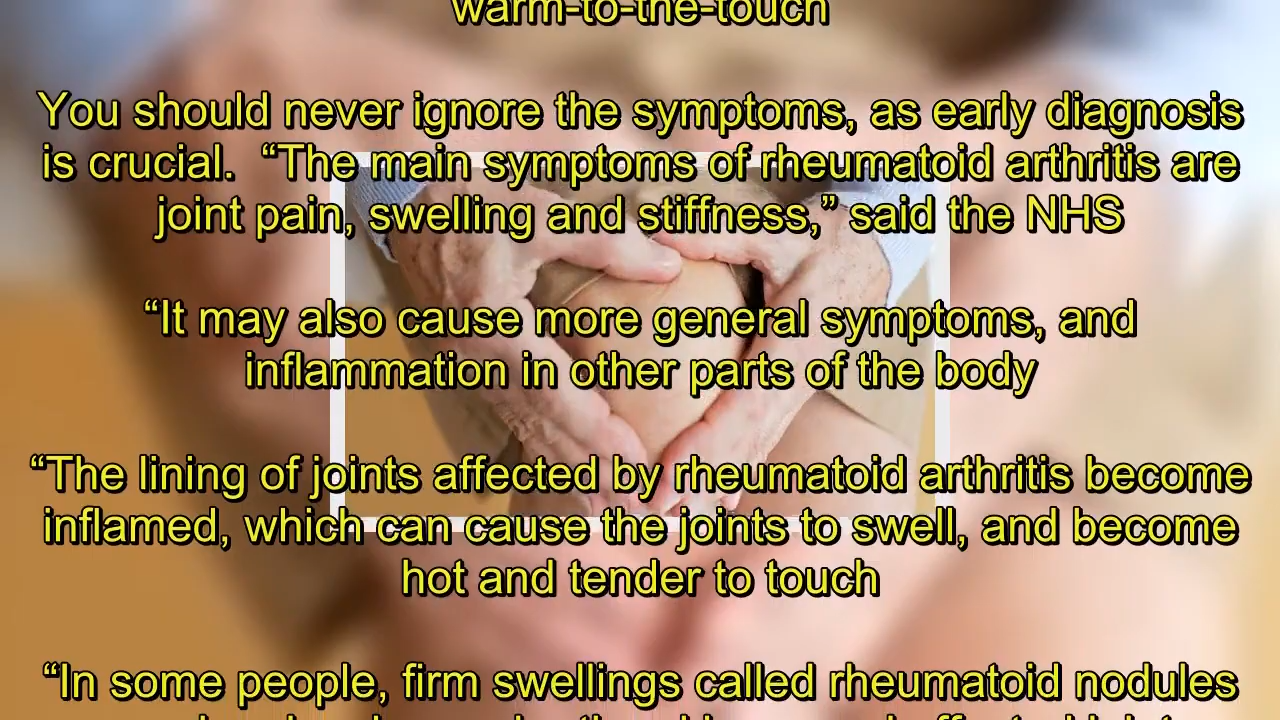 warm-to-the-touch
You should never ignore the symptoms, as early diagnosis
is crucial.  “The main symptoms of rheumatoid arthritis are
joint pain, swelling and stiffness,” said the NHS
“It may also cause more general symptoms, and
inflammation in other parts of the body
“The lining of joints affected by rheumatoid arthritis become
inflamed, which can cause the joints to swell, and become
hot and tender to touch
“In some people, firm swellings called rheumatoid nodules